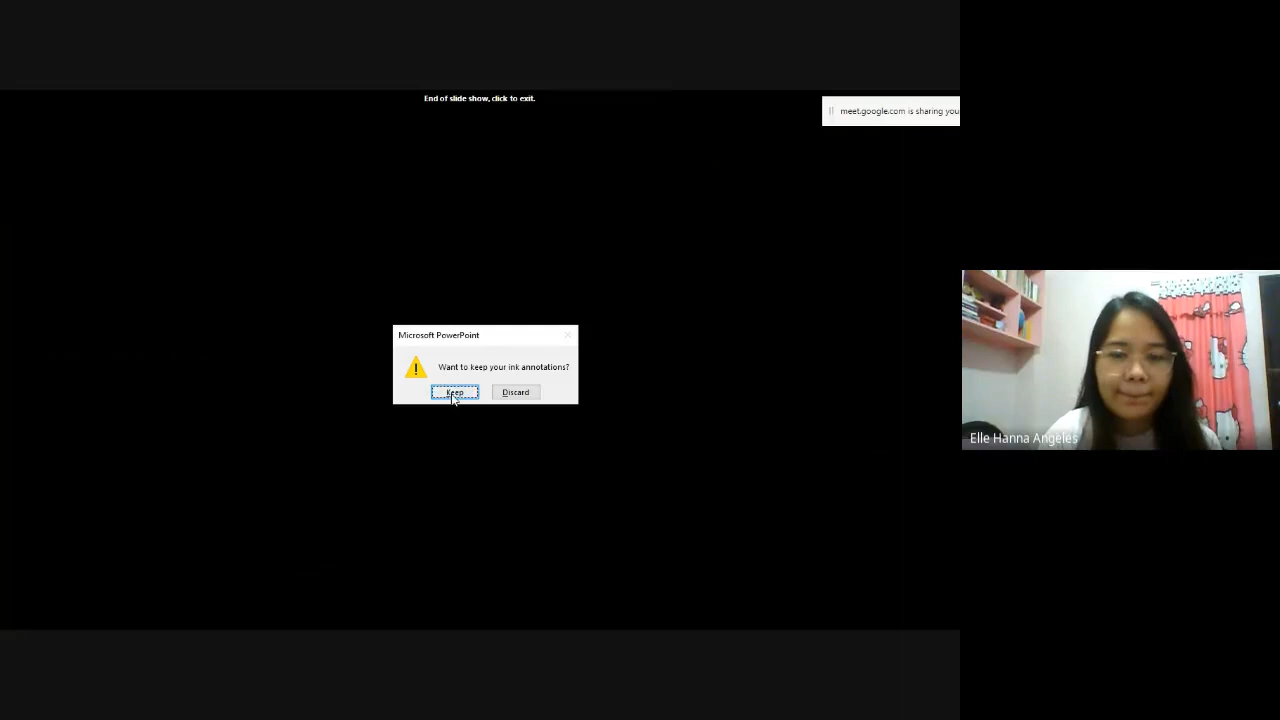 End of slide show, click to exit.
meet.google.com is sharing you
Microsoft PowerPoint
Want to keep your ink annotations?
Keep
Discard
Elle Hanna Angeles